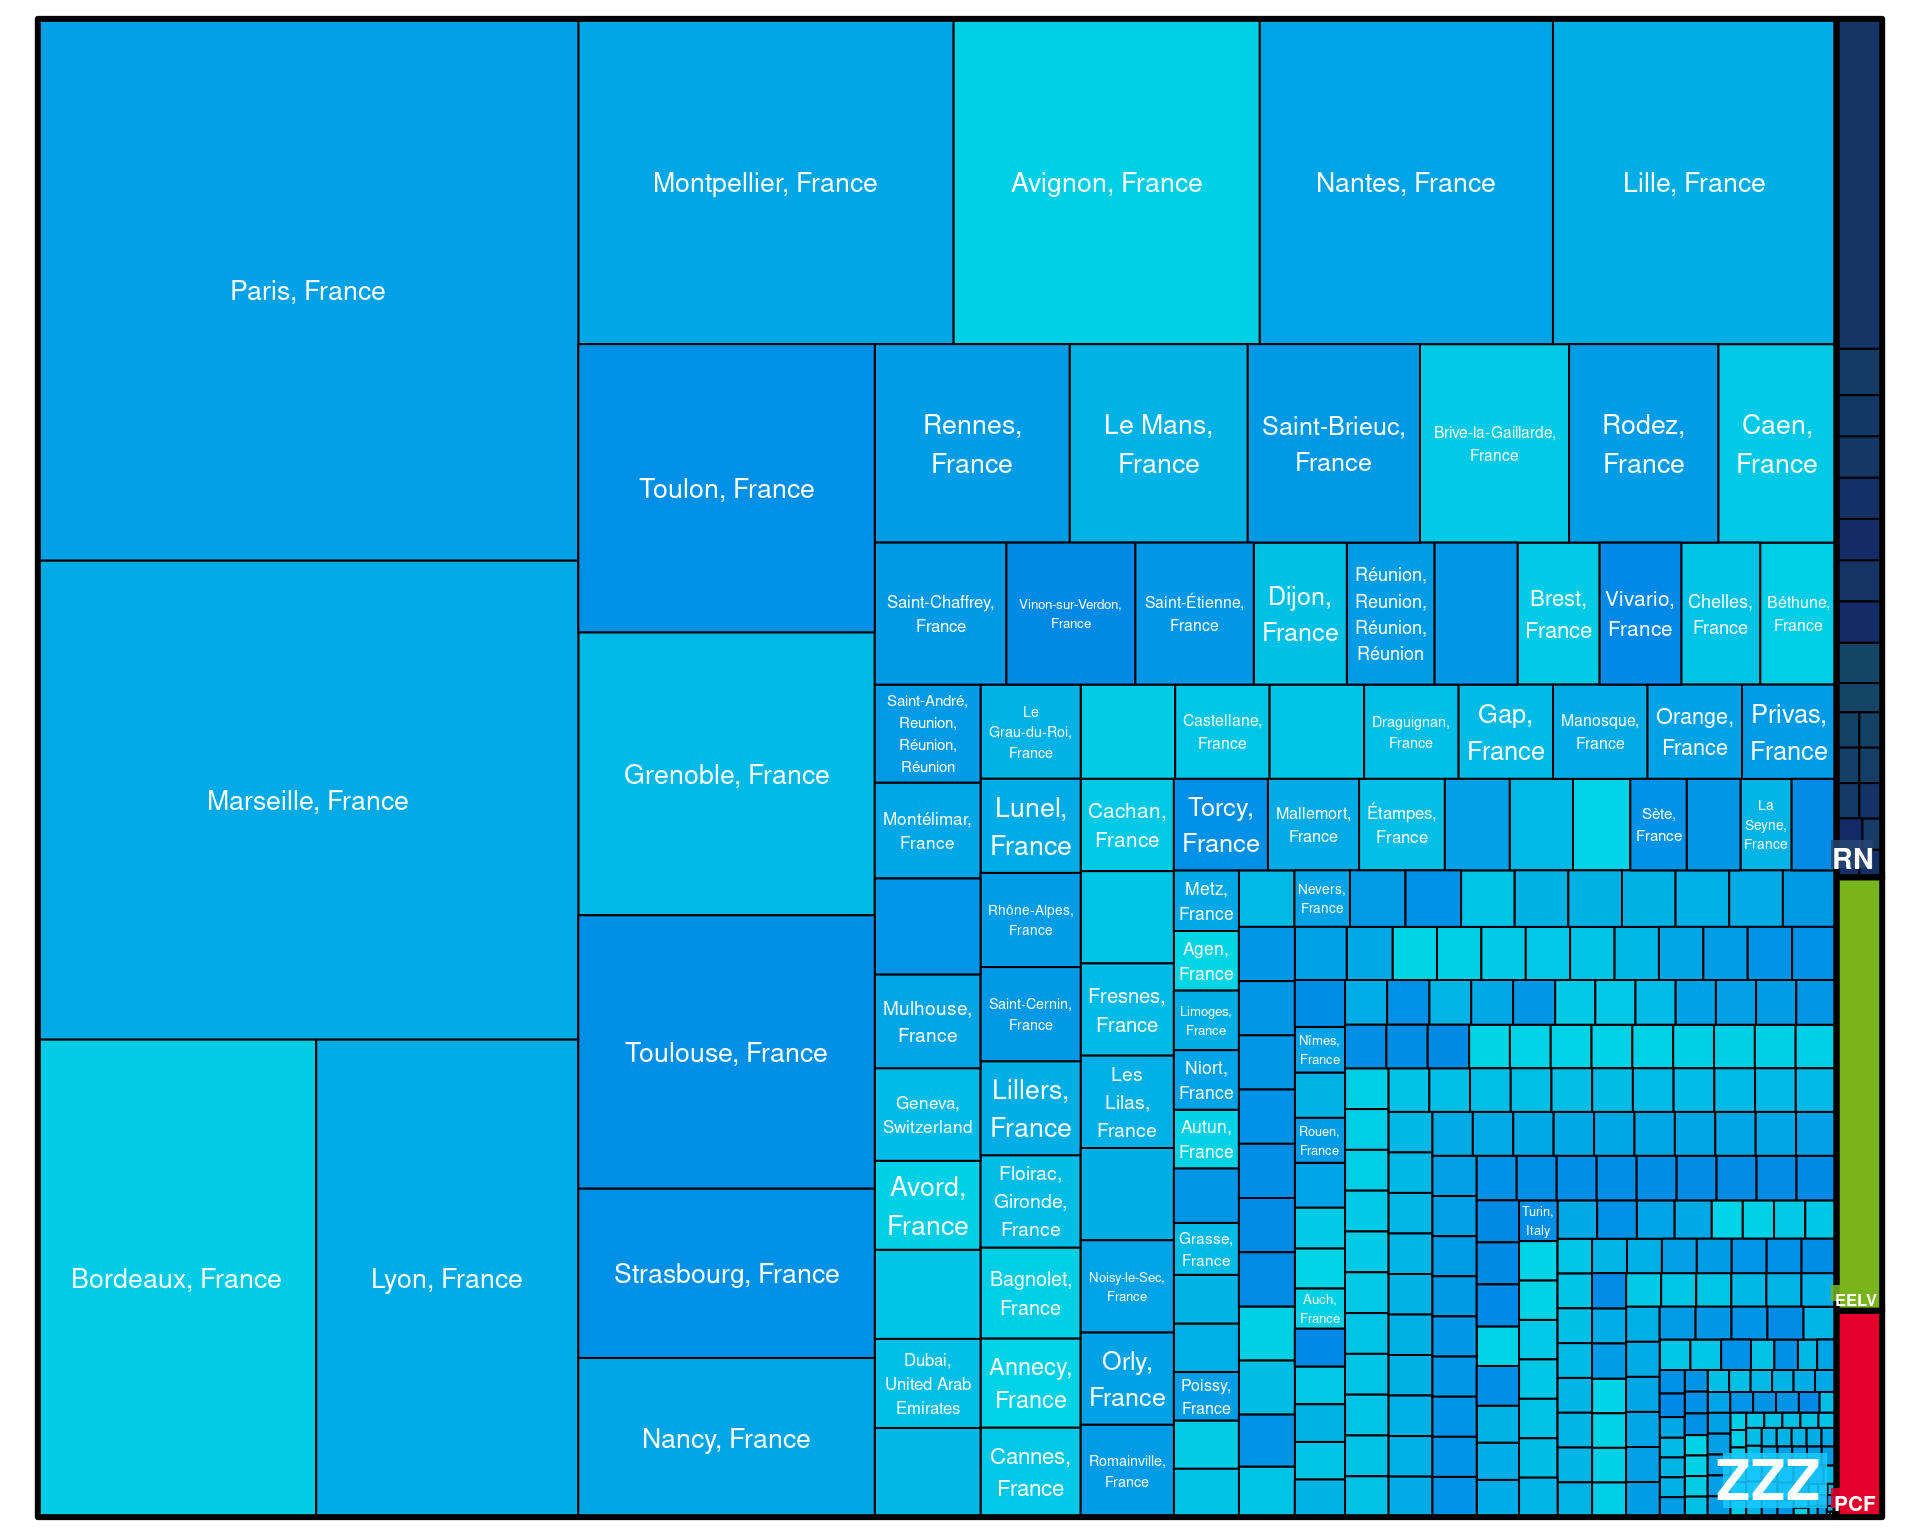 Paris, France
Montpellier, France
Avignon, France
Nantes, France
Lille, France
Marseille, France
Bordeaux, France
Lyon, France
Toulon, France
Grenoble, France
Toulouse, France
Strasbourg, France
Nancy, France
Rennes,
France
Le Mans,
France
Saint-Brieuc,
France
Brive-la-Gaillarde,
France
Rodez,
France
Caen,
France
Saint-Chaffrey,
France
Vinon-sur-Verdon,
France
Saint-Étienne,
France
Dijon,
France
Réunion,
Reunion,
Réunion,
Réunion
Brest,
France
Vivario,
France
Chelles,
France
Béthune,
France
Saint-André,
Reunion,
Réunion,
Réunion
Le
Grau-du-Roi,
France
Castellane,
France
Draguignan,
France
Gap,
France
Manosque,
France
Orange,
France
Privas,
France
Montélimar,
France
Lunel,
France
Cachan,
France
Torcy,
France
Mallemort,
France
Étampes,
France
Sète,
France
La
Seyne,
France
Rhône-Alpes,
France
Metz,
France
Nevers,
France
Agen,
France
Mulhouse,
France
Saint-Cernin,
France
Fresnes,
France
Limoges,
France
Nîmes,
France
Geneva,
Switzerland
Lillers,
France
Les
Lilas,
France
Niort,
France
Autun,
France
Rouen,
France
Avord,
France
Floirac,
Gironde,
France
Grasse,
France
Turin,
Italy
Bagnolet,
France
Noisy-le-Sec,
France
Auch,
France
Dubai,
United Arab
Emirates
Annecy,
France
Orly,
France
Poissy,
France
Cannes,
France
Romainville,
France
RN
EELV
ZZZ
PCF